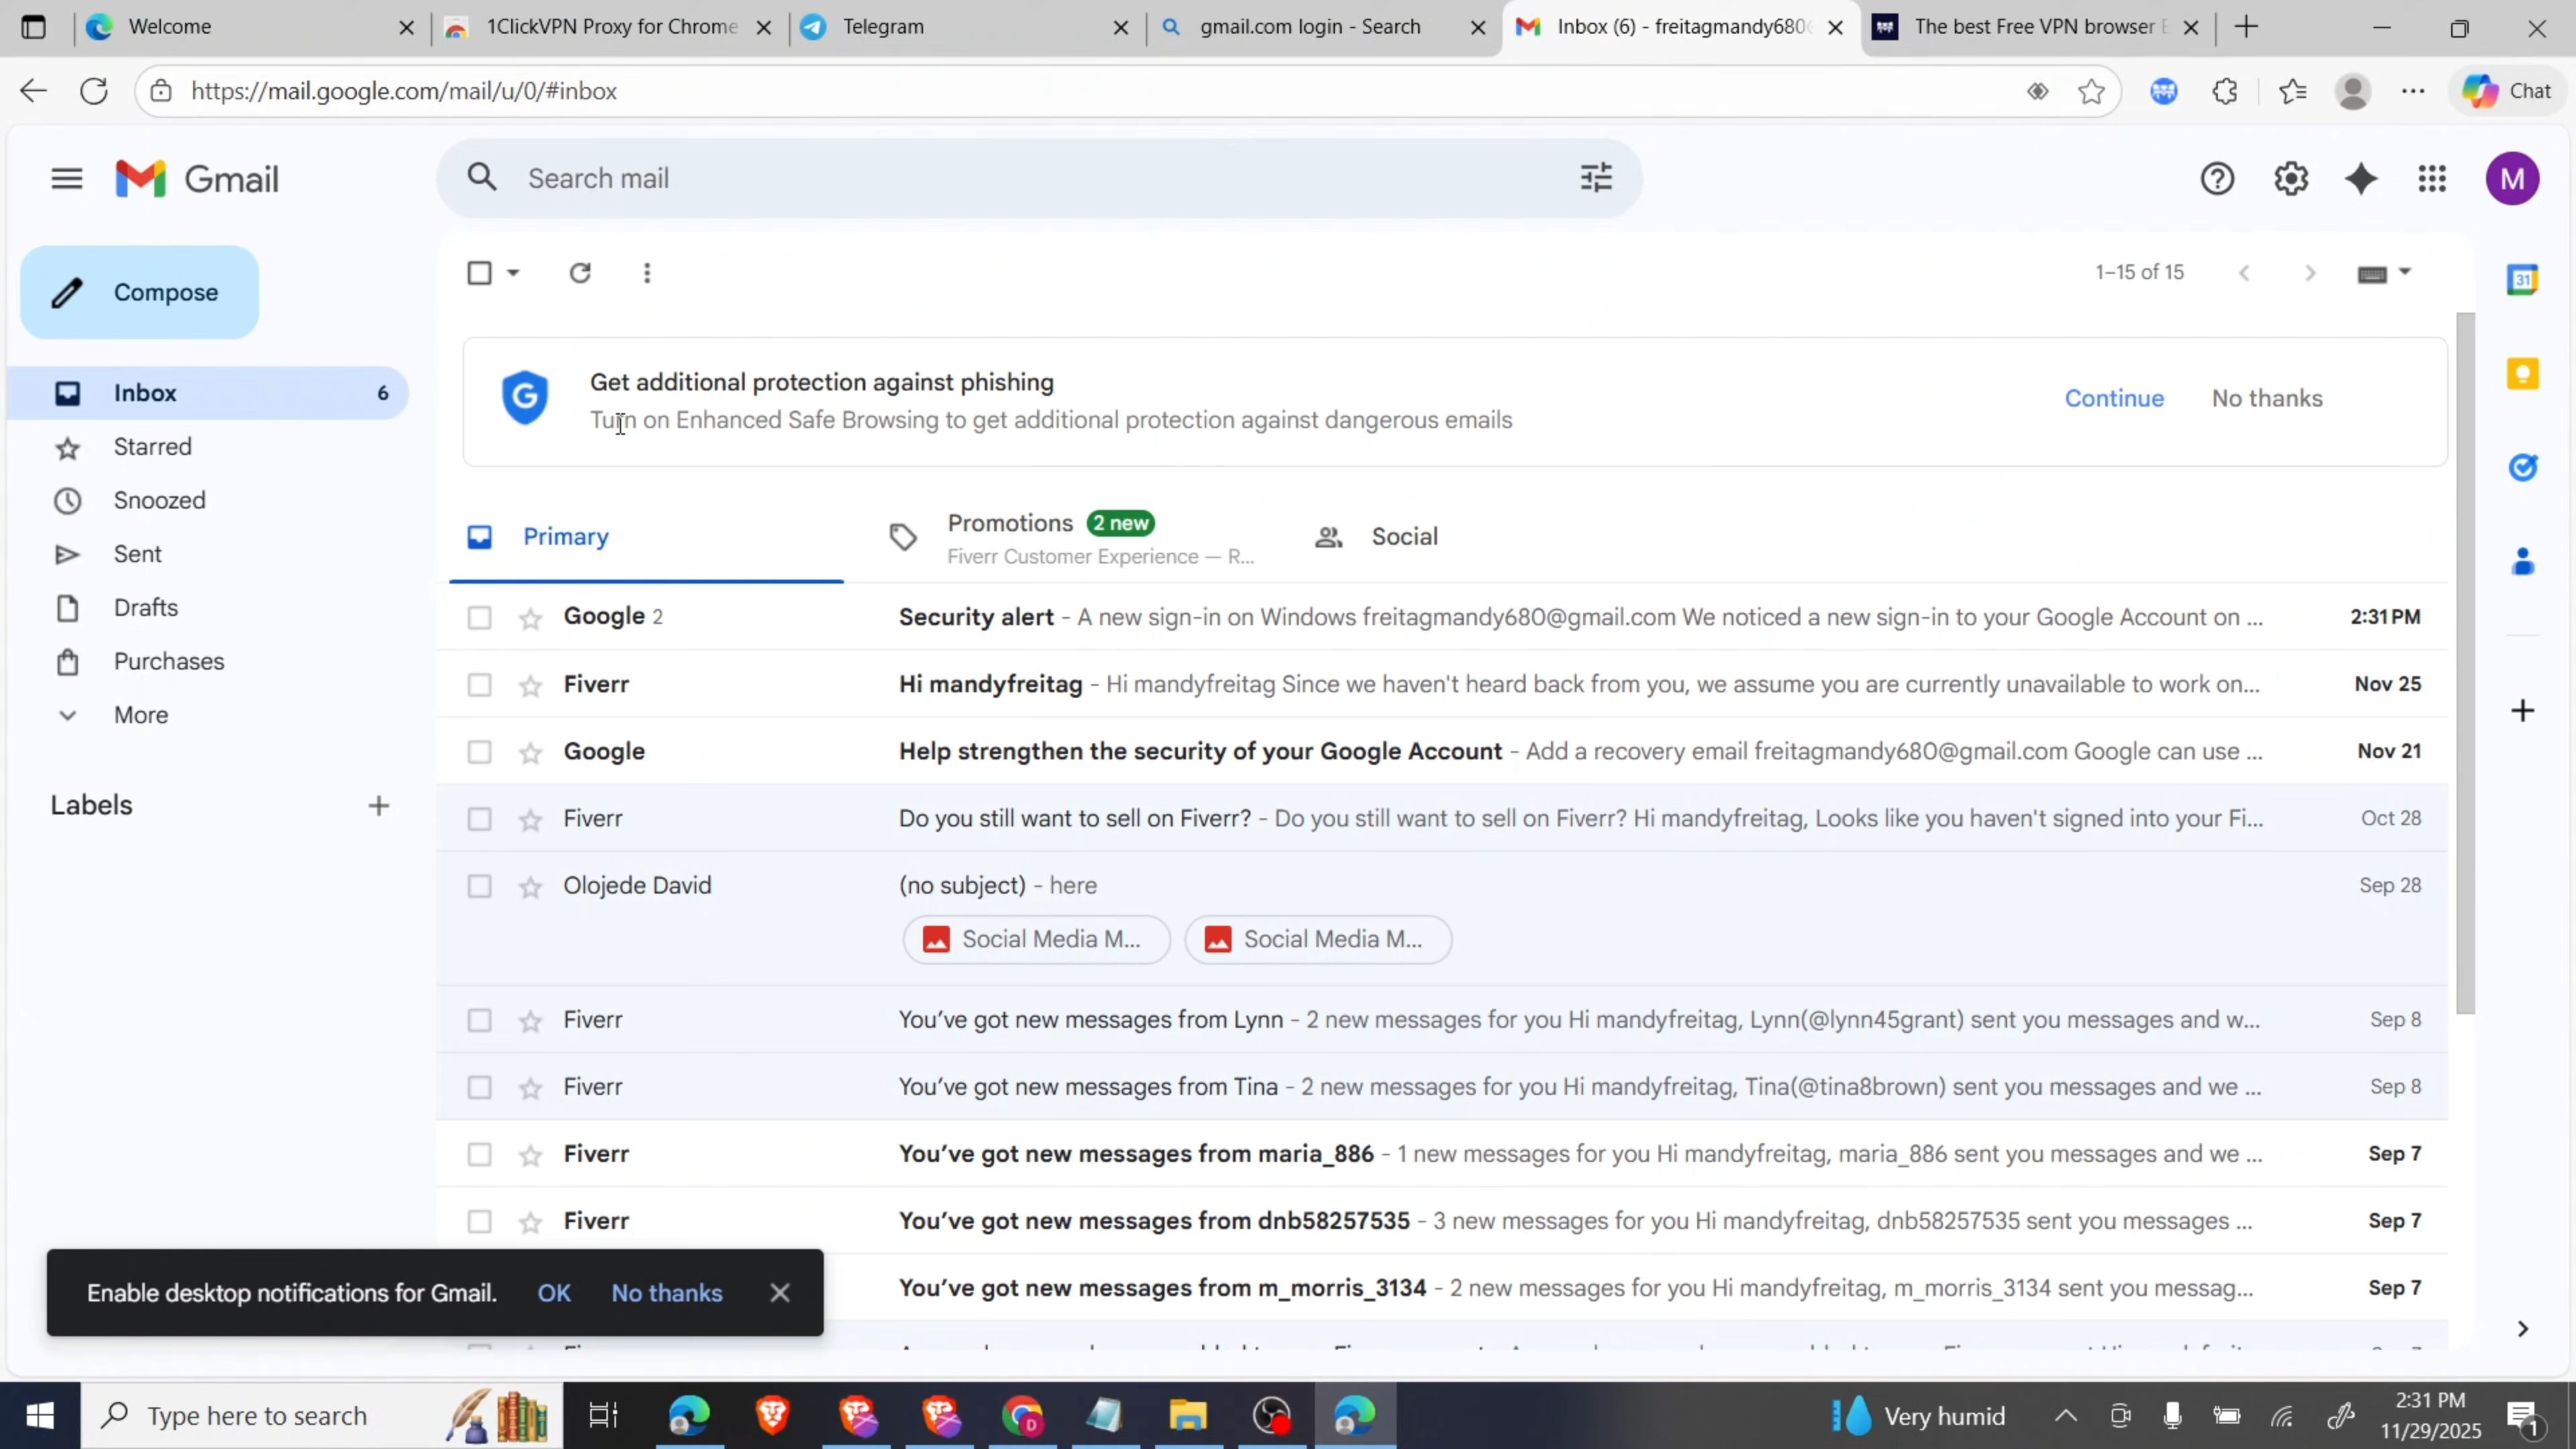 Welcome
1ClickVPN Proxy for Chrome
Telegram
gmail.com login - Search
Inbox (6) - freitagmandy680
The best Free VPN browser
https://mail.google.com/mail/u/0/#inbox
Chat
Gmail
Search mail
M
Compose
1–15 of 15
31
G
Get additional protection against phishing
Turn on Enhanced Safe Browsing to get additional protection against dangerous emails
Continue
No thanks
Inbox 6
Starred
Snoozed
Sent
Drafts
Purchases
More
Labels
Primary
Promotions 2 new
Fiverr Customer Experience — R...
Social
Google 2 Security alert - A new sign-in on Windows freitagmandy680@gmail.com We noticed a new sign-in to your Google Account on ... 2:31 PM
Fiverr Hi mandyfreitag - Hi mandyfreitag Since we haven't heard back from you, we assume you are currently unavailable to work on... Nov 25
Google Help strengthen the security of your Google Account - Add a recovery email freitagmandy680@gmail.com Google can use ... Nov 21
Fiverr Do you still want to sell on Fiverr? - Do you still want to sell on Fiverr? Hi mandyfreitag, Looks like you haven't signed into your Fi... Oct 28
Olojede David (no subject) - here Sep 28
Social Media M... Social Media M...
Fiverr You've got new messages from Lynn - 2 new messages for you Hi mandyfreitag, Lynn(@lynn45grant) sent you messages and w... Sep 8
Fiverr You've got new messages from Tina - 2 new messages for you Hi mandyfreitag, Tina(@tina8brown) sent you messages and we ... Sep 8
Fiverr You've got new messages from maria_886 - 1 new messages for you Hi mandyfreitag, maria_886 sent you messages and we ... Sep 7
Fiverr You've got new messages from dnb58257535 - 3 new messages for you Hi mandyfreitag, dnb58257535 sent you messages ... Sep 7
You've got new messages from m_morris_3134 - 2 new messages for you Hi mandyfreitag, m_morris_3134 sent you messag... Sep 7
Enable desktop notifications for Gmail. OK No thanks
Type here to search
D
Very humid
2:31 PM
11/29/2025
1